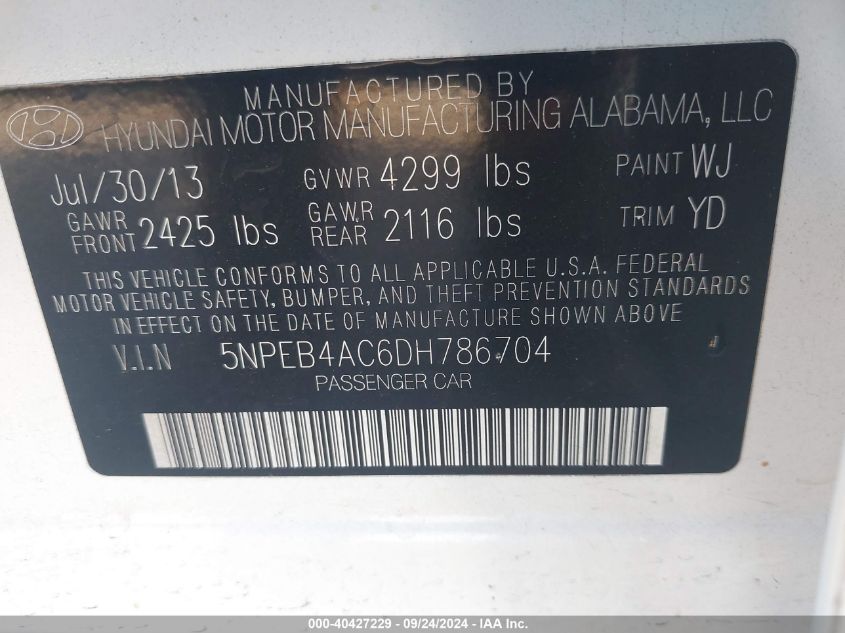 MANUFACTURED BY
HYUNDAI MOTOR MANUFACTURING ALABAMA, LLC
Jul/30/13 GVWR 4299 lbs PAINT WJ
GAWR FRONT 2425 lbs GAWR REAR 2116 lbs TRIM YD
THIS VEHICLE CONFORMS TO ALL APPLICABLE U.S.A. FEDERAL
MOTOR VEHICLE SAFETY, BUMPER, AND THEFT PREVENTION STANDARDS
IN EFFECT ON THE DATE OF MANUFACTURE SHOWN ABOVE
V.I.N 5NPEB4AC6DH786704
PASSENGER CAR
000-40427229 - 09/24/2024 - IAA Inc.